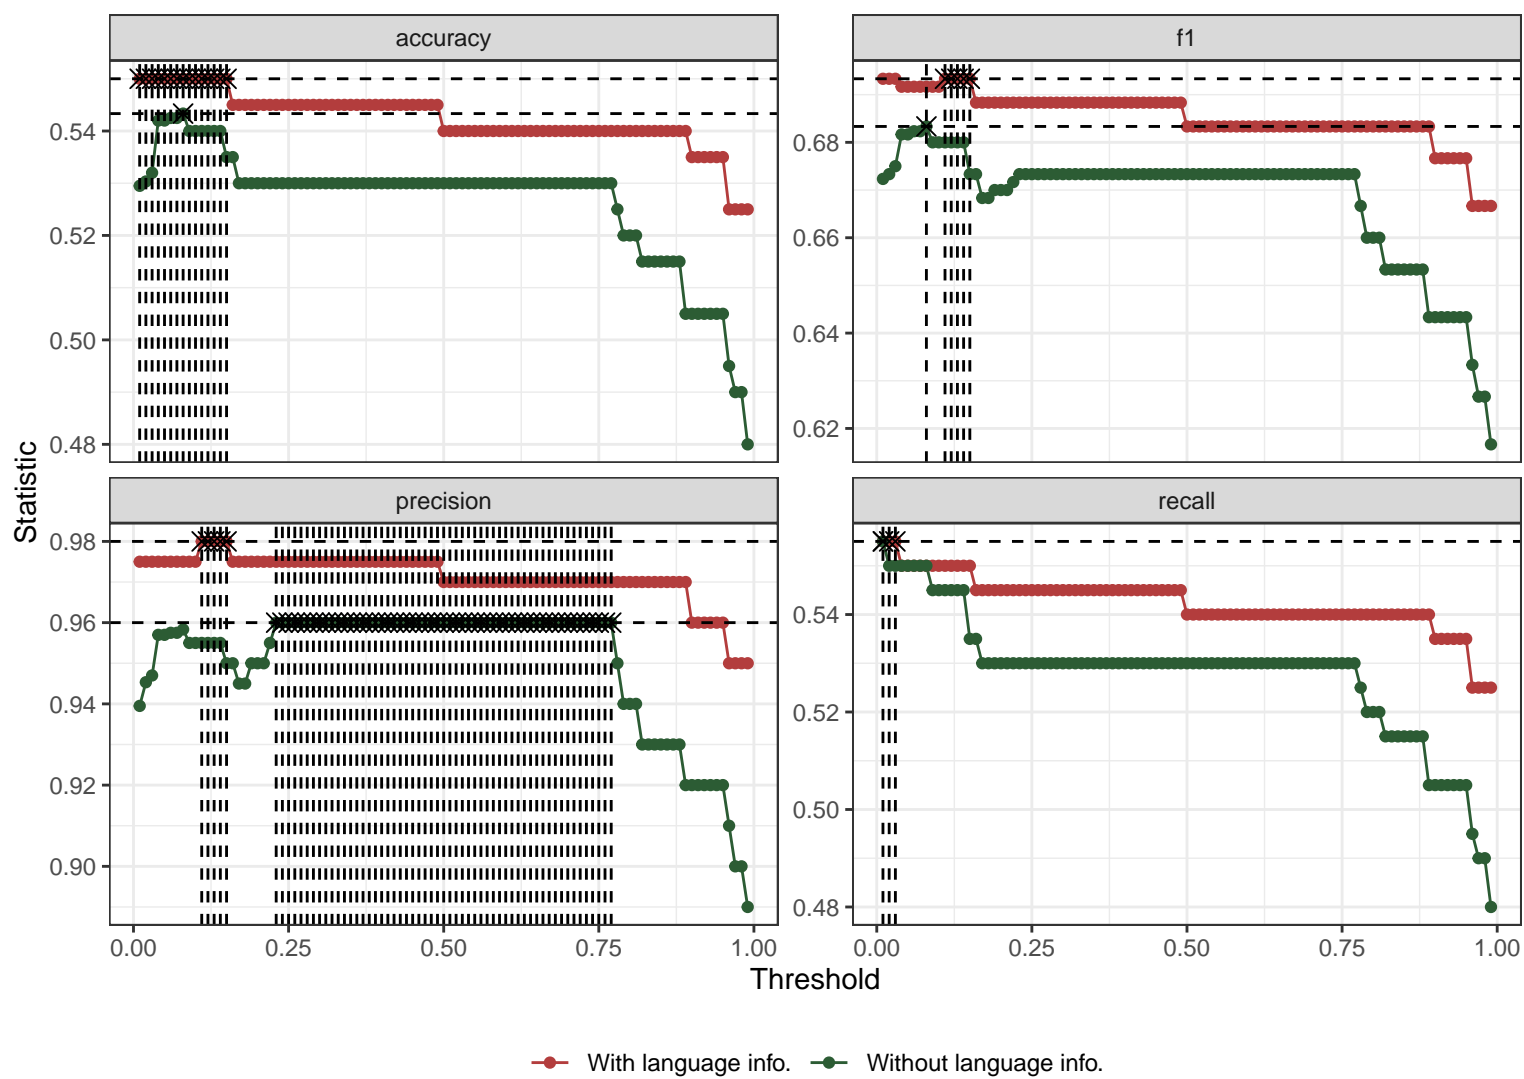 accuracy
f1
0.54
0.52
0.50
0.48
0.68
0.66
0.64
0.62
Statistic
precision
recall
0.98
0.96
0.94
0.92
0.90
0.54
0.52
0.50
0.48
0.00 0.25 0.50 0.75 1.00
0.00 0.25 0.50 0.75 1.00
Threshold
With language info. Without language info.